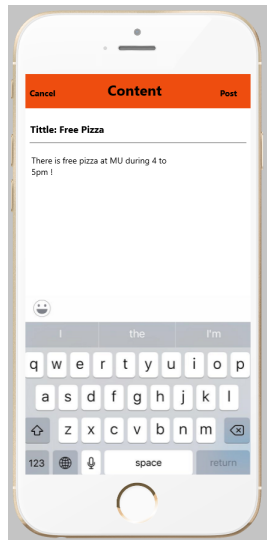 Cancel Content Post
Tittle: Free Pizza
There is free pizza at MU during 4 to
5pm !
I the I'm
q w e r t y u i o p
a s d f g h j k l
z x c v b n m
123 space return